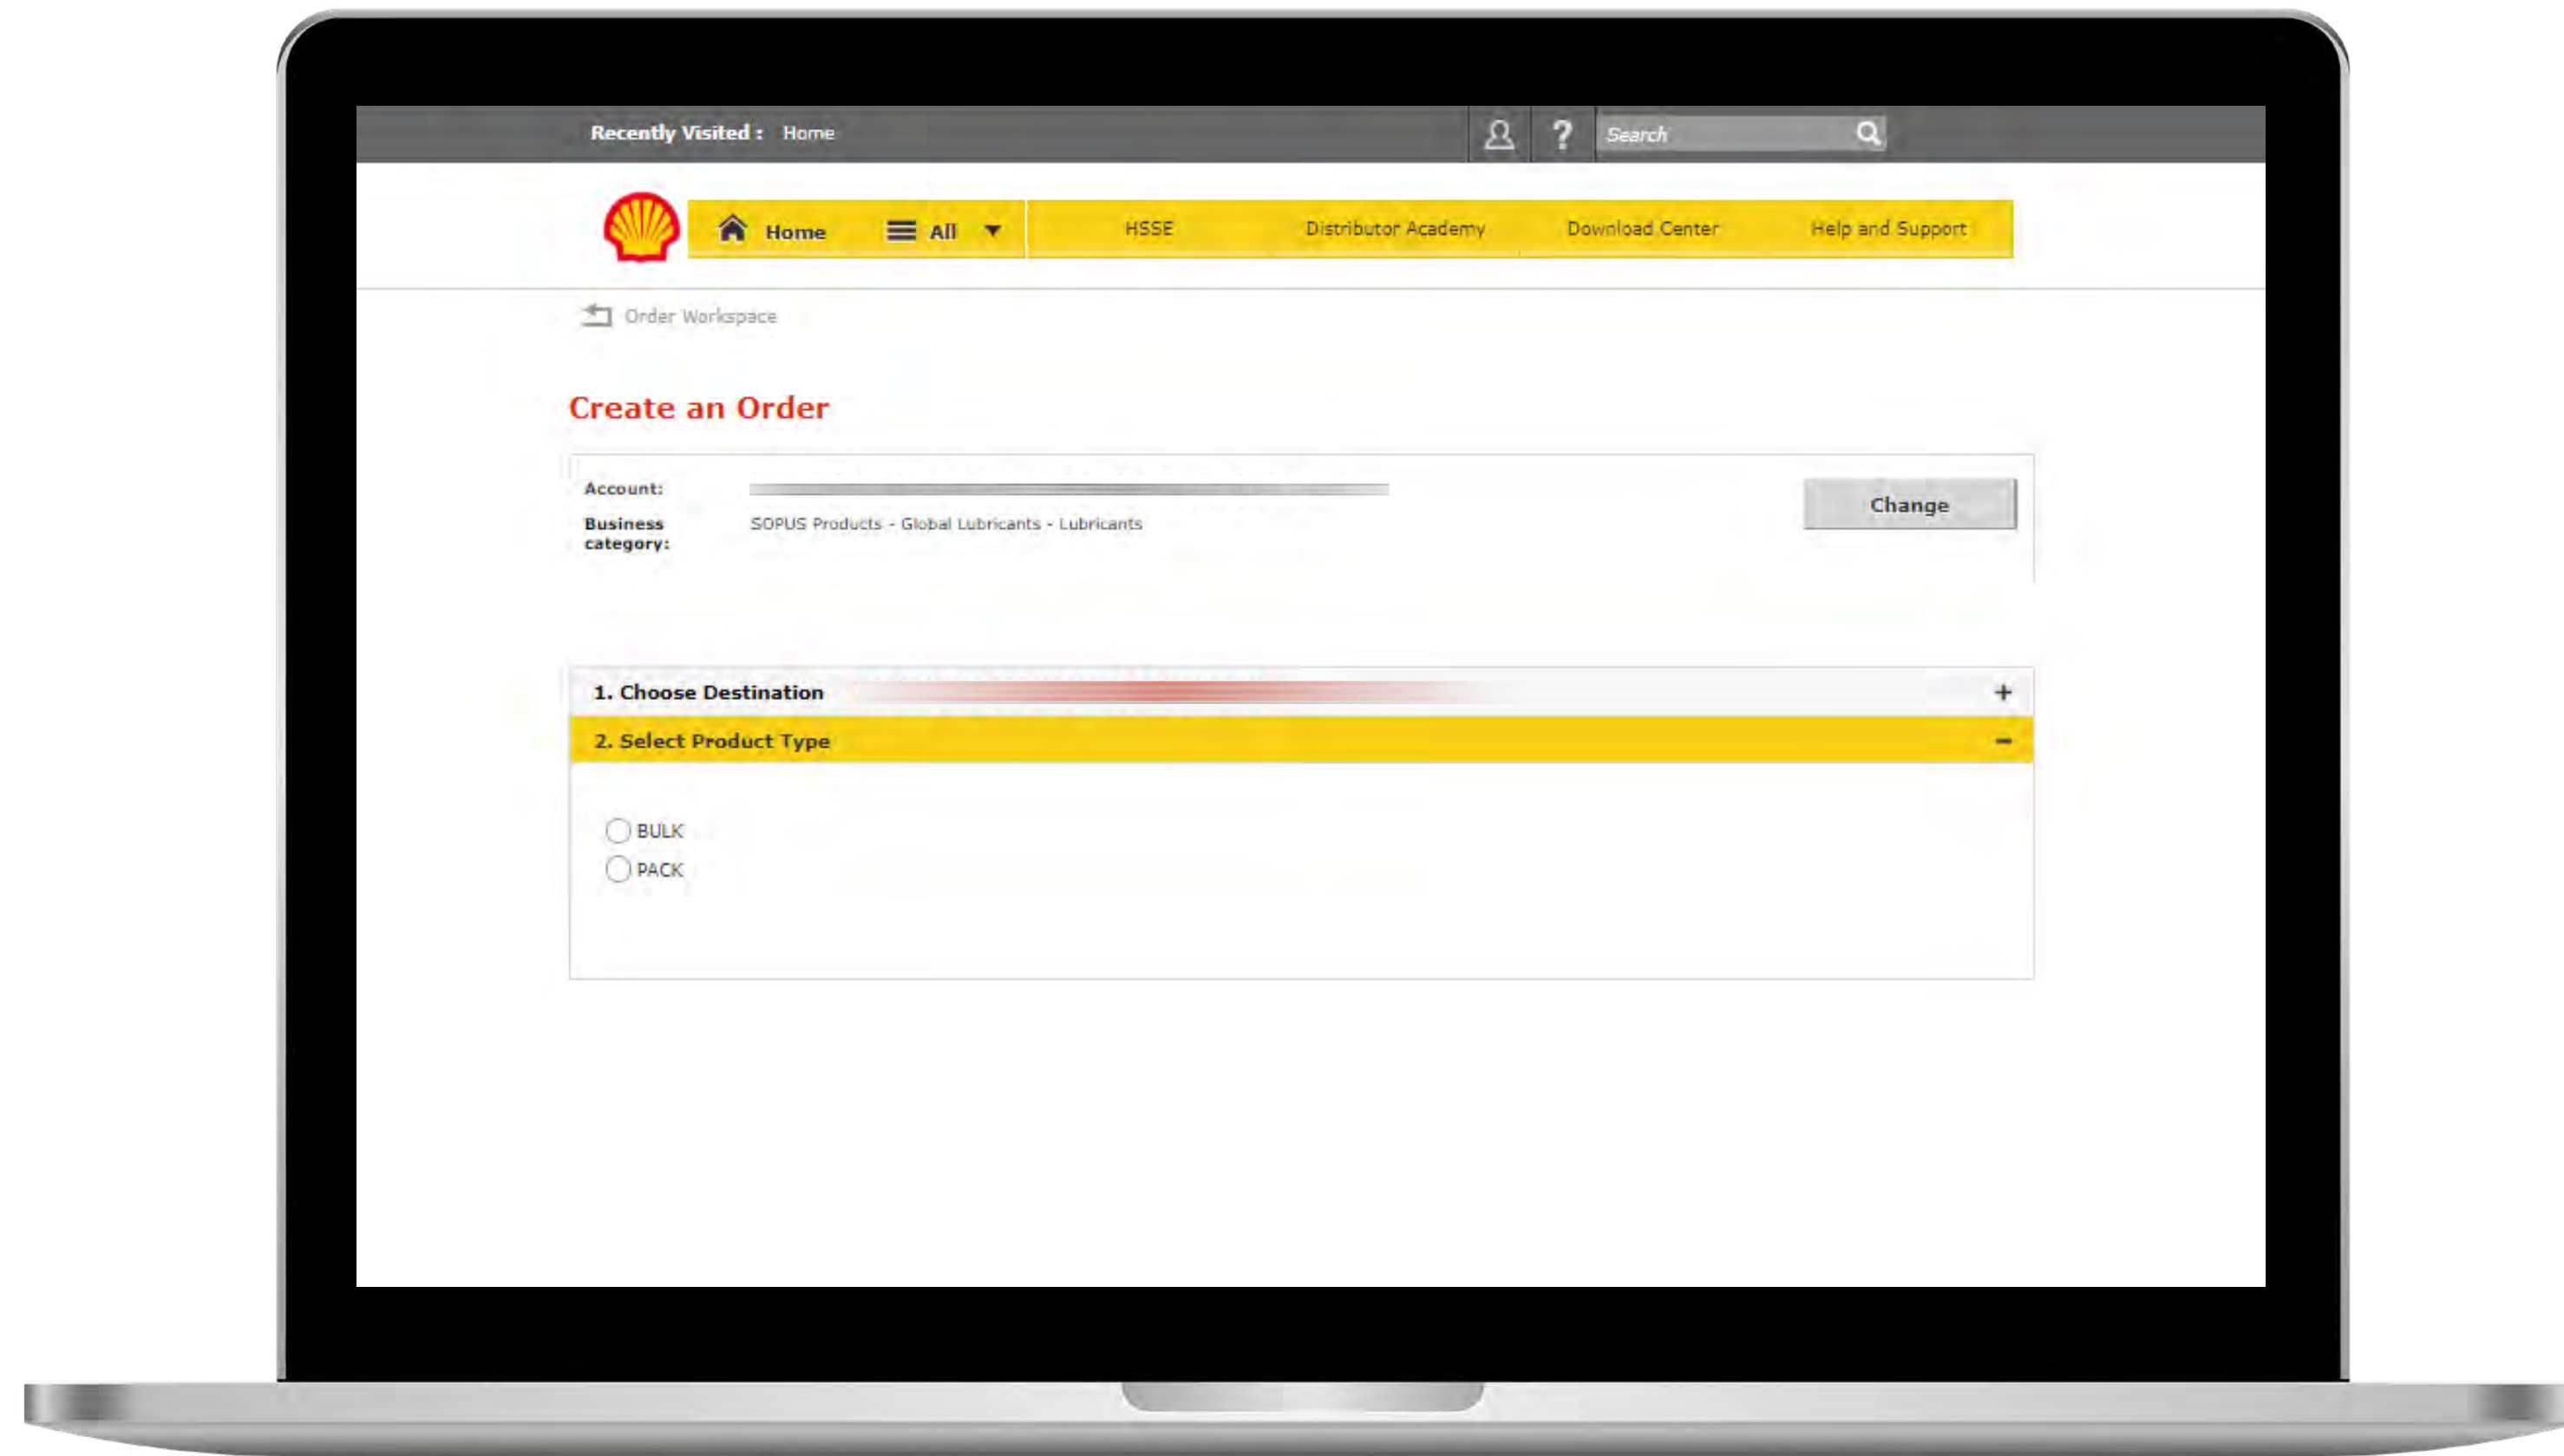 Recently Visited : Home
?
Search
Home All HSSE Distributor Academy Download Center Help and Support
Order Workspace
Create an Order
Account:
Change
Business category: SOPUS Products - Global Lubricants - Lubricants
1. Choose Destination +
2. Select Product Type -
BULK
PACK